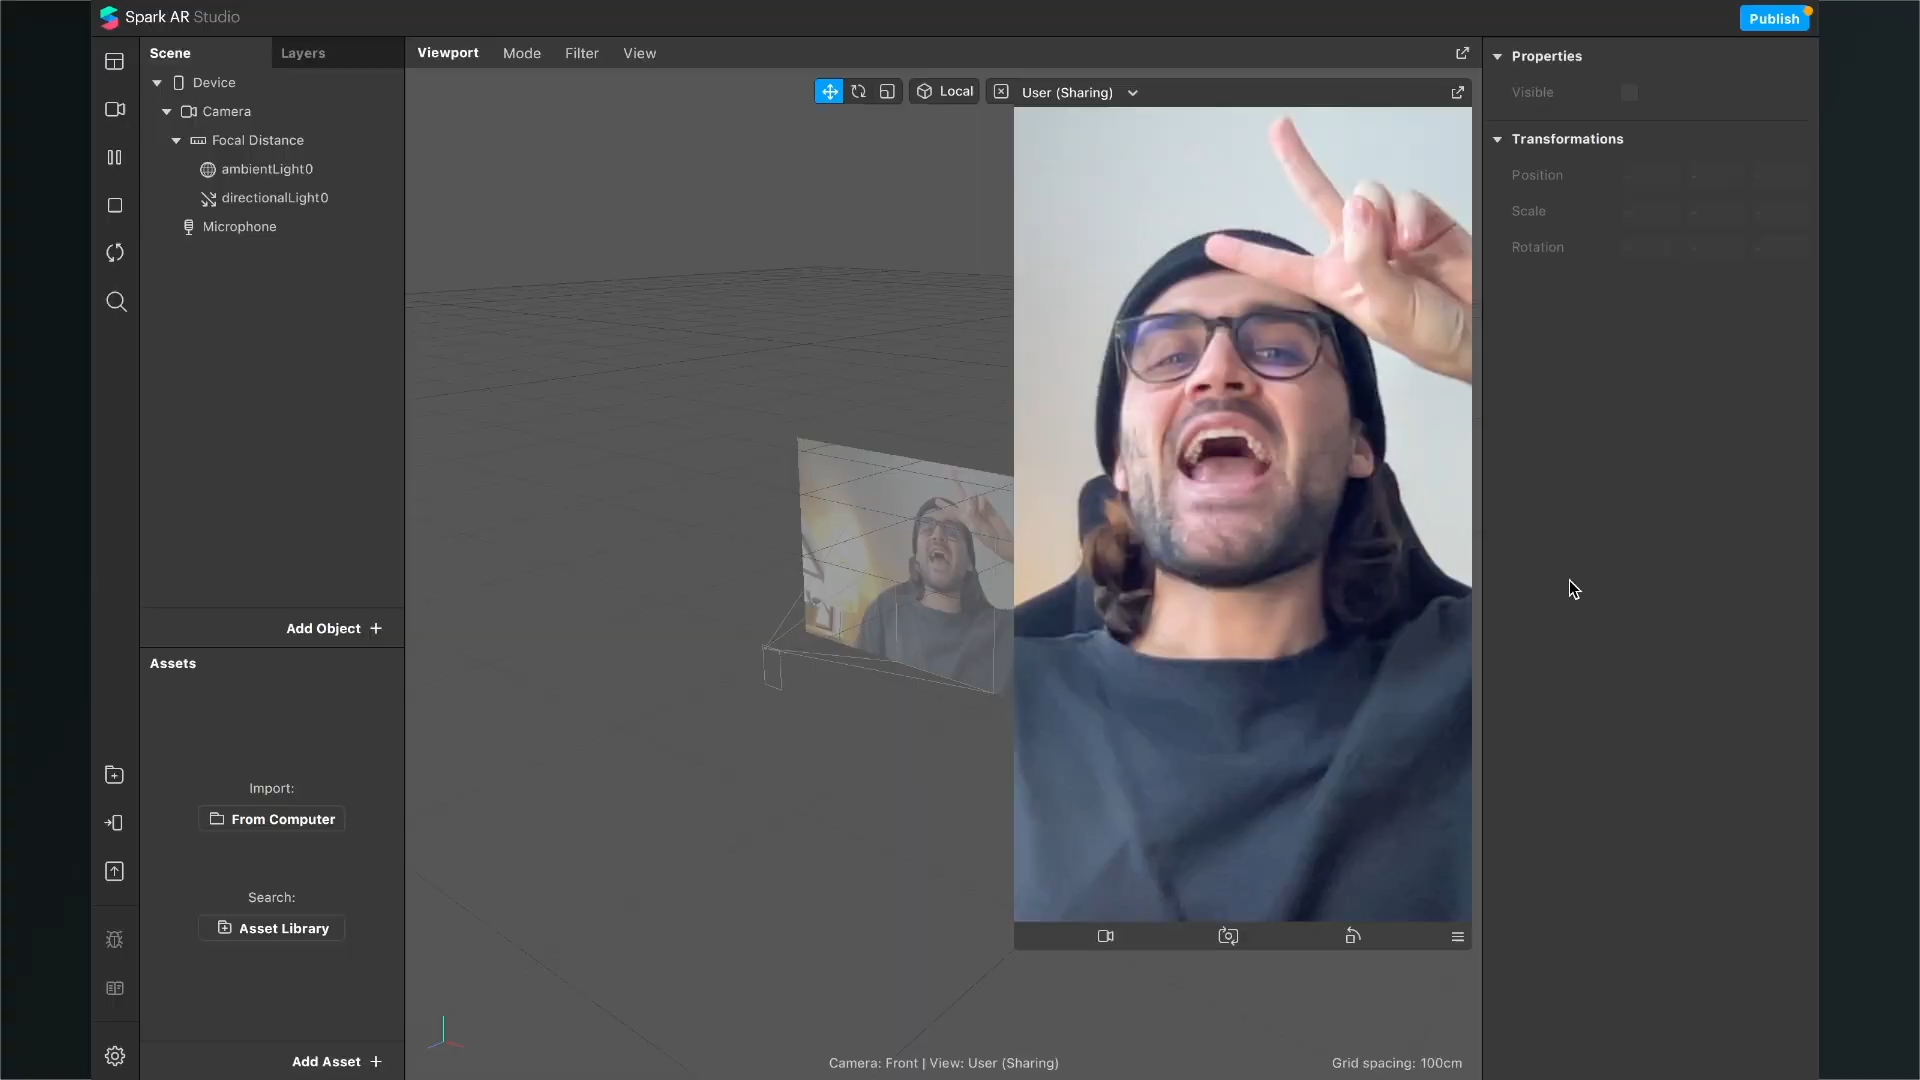 Spark AR Studio
Publish
Scene
Layers
Device
Camera
Focal Distance
ambientLight0
directionalLight0
Microphone
Add Object +
Assets
Import:
From Computer
Search:
Asset Library
Add Asset +
Viewport
Mode
Filter
View
Local
User (Sharing)
Camera: Front | View: User (Sharing)
Grid spacing: 100cm
Properties
Visible
Transformations
Position
Scale
Rotation